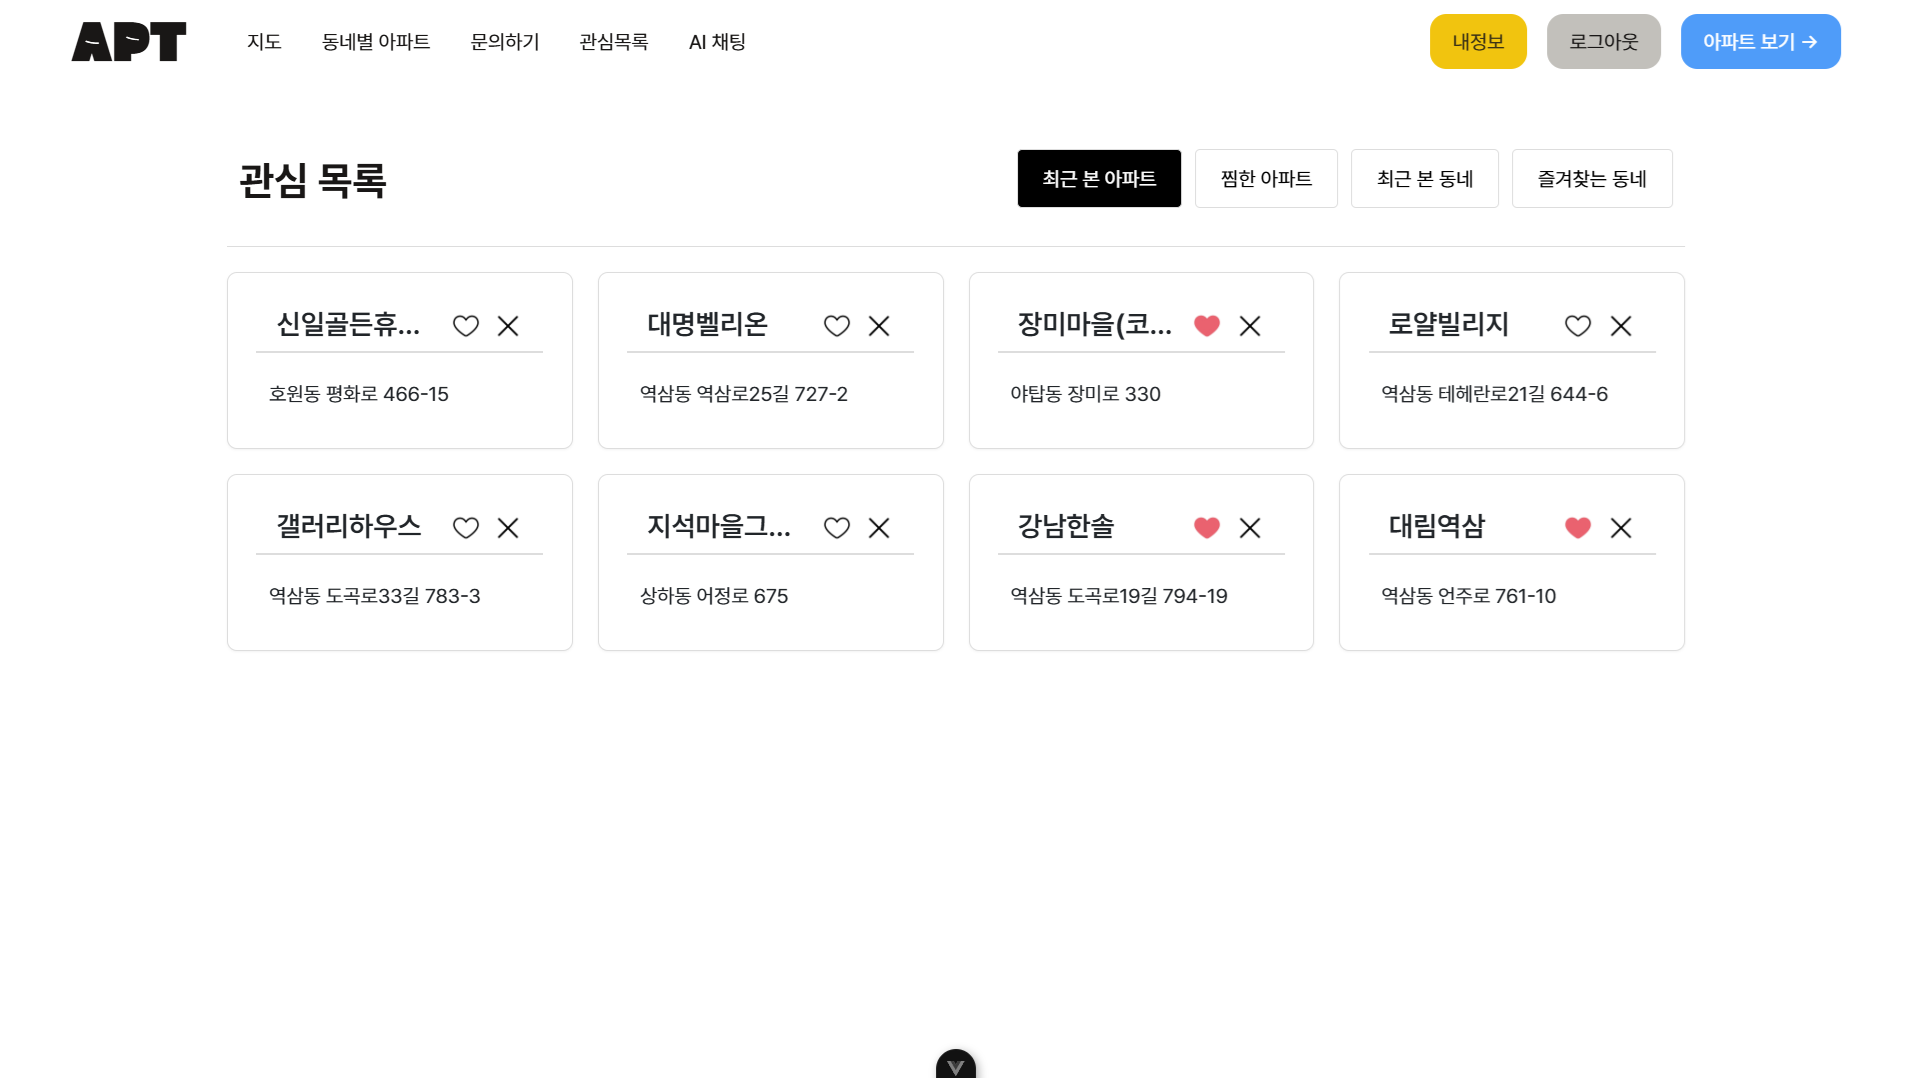 APT 지도 동네별 아파트 문의하기 관심목록 AI 채팅 내정보 로그아웃 아파트 보기 →
관심 목록 최근 본 아파트 찜한 아파트 최근 본 동네 즐겨찾는 동네
신일골든휴... 대명벨리온 장미마을(코... 로얄빌리지
호원동 평화로 466-15 역삼동 역삼로25길 727-2 야탑동 장미로 330 역삼동 테헤란로21길 644-6
갤러리하우스 지석마을그... 강남한솔 대림역삼
역삼동 도곡로33길 783-3 상하동 어정로 675 역삼동 도곡로19길 794-19 역삼동 언주로 761-10